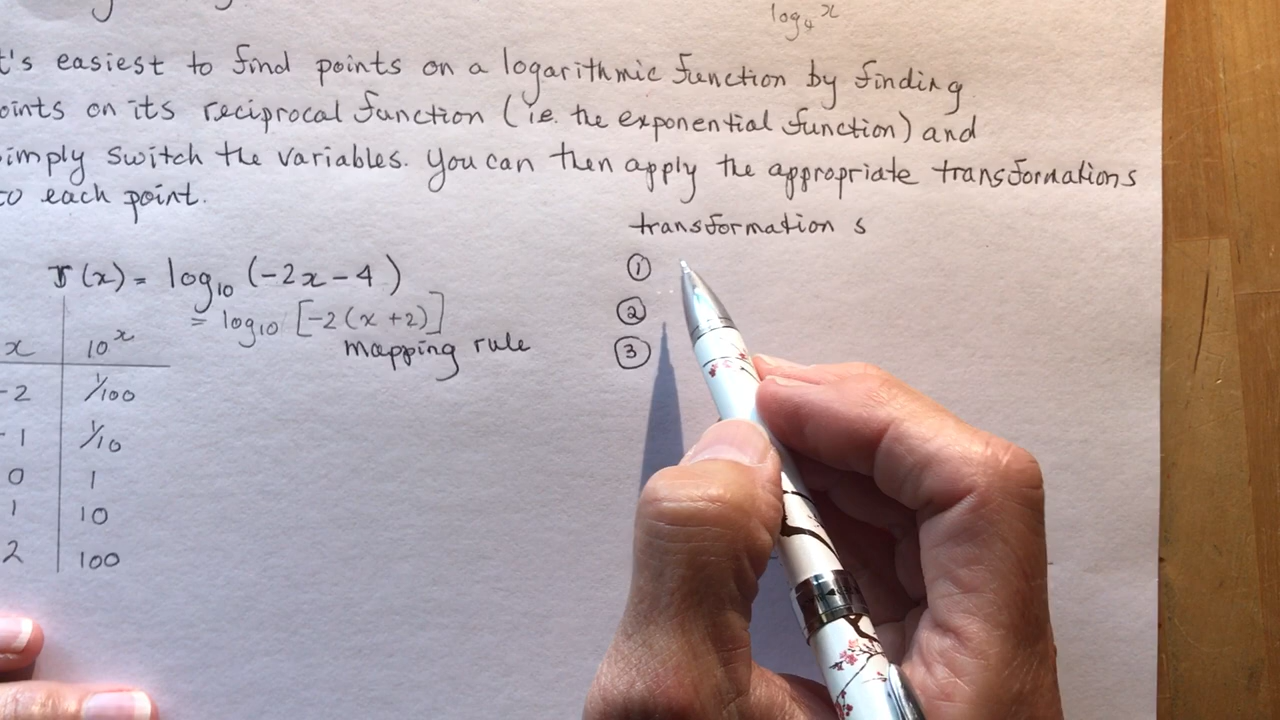 log₄ x
t's easiest to find points on a logarithmic function by finding
oints on its reciprocal function (i.e. the exponential function) and
imply switch the variables. You can then apply the appropriate transformations
to each point.
transformation s
①
②
③
(x) = log₁₀ (-2x-4)
= log₁₀ [-2(x+2)]
mapping rule
x 10ˣ
-2 1/100
-1 1/10
0 1
1 10
2 100